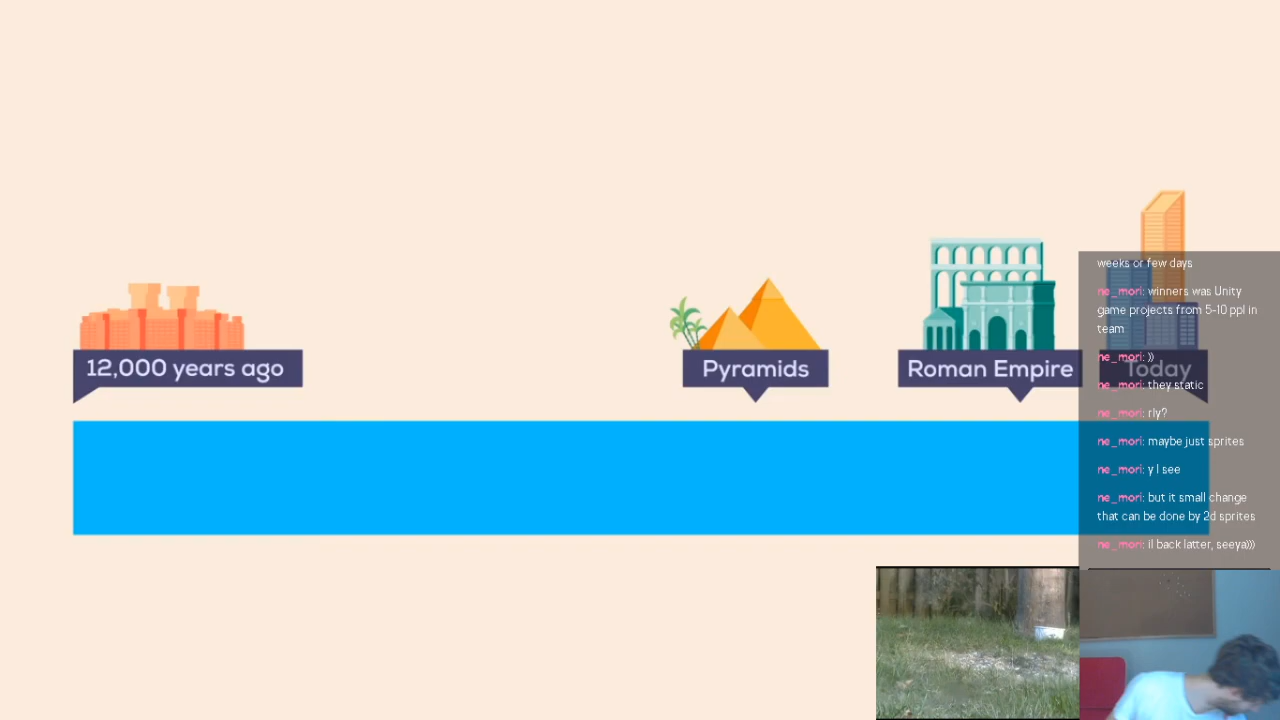 12,000 years ago
Pyramids
Roman Empire
Today
weeks or few days
ne_mori: winners was Unity
game projects from 5-10 ppl in
team
ne_mori: ))
ne_mori: they static
ne_mori: rly?
ne_mori: maybe just sprites
ne_mori: y I see
ne_mori: but it small change
that can be done by 2d sprites
ne_mori: il back latter, seeya)))